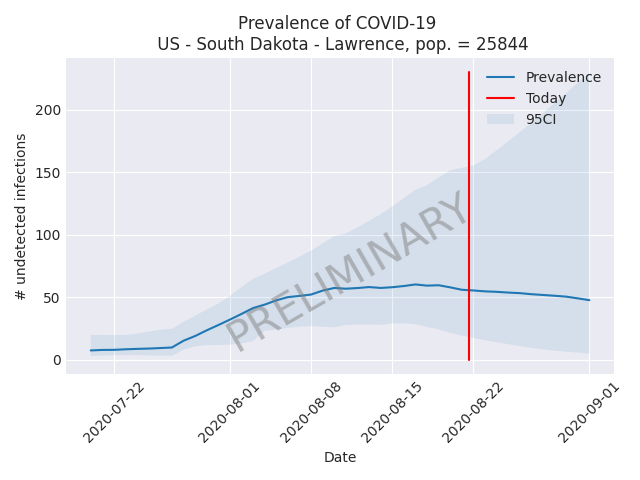 Prevalence of COVID-19
US - South Dakota - Lawrence, pop. = 25844
Prevalence
Today
95CI
200
150
100
50
0
# undetected infections
PRELIMINARY
2020-07-22
2020-08-01
2020-08-08
2020-08-15
2020-08-22
2020-09-01
Date